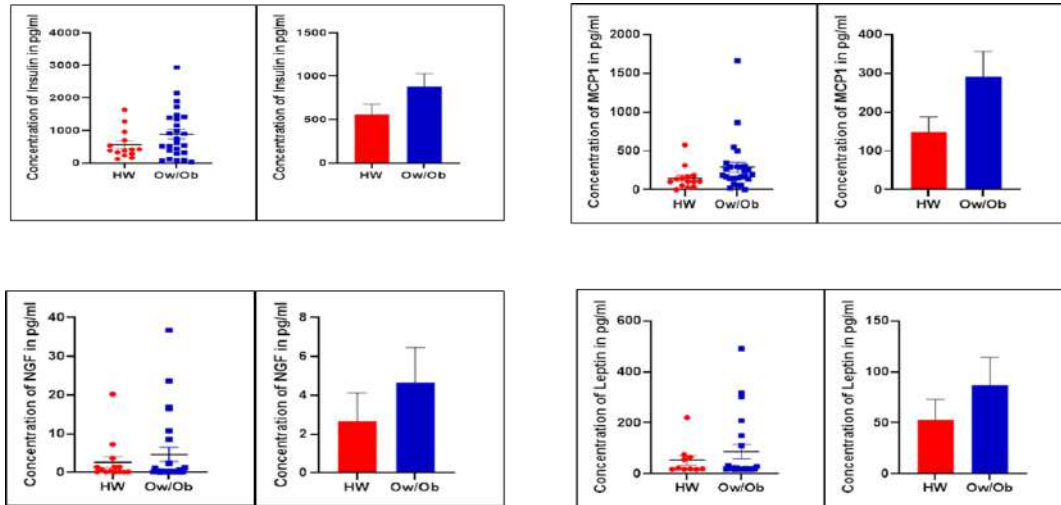 Concentration of Insulin in pg/ml
4000
3000
2000
1000
0
HW Ow/Ob
Concentration of Insulin in pg/ml
1500
1000
500
0
HW Ow/Ob
Concentration of MCP1 in pg/ml
2000
1500
1000
500
0
HW Ow/Ob
Concentration of MCP1 in pg/ml
400
300
200
100
0
HW Ow/Ob
Concentration of NGF in pg/ml
40
30
20
10
0
HW Ow/Ob
Concentration of NGF in pg/ml
8
6
4
2
0
HW Ow/Ob
Concentration of Leptin in pg/ml
600
400
200
0
HW Ow/Ob
Concentration of Leptin in pg/ml
150
100
50
0
HW Ow/Ob